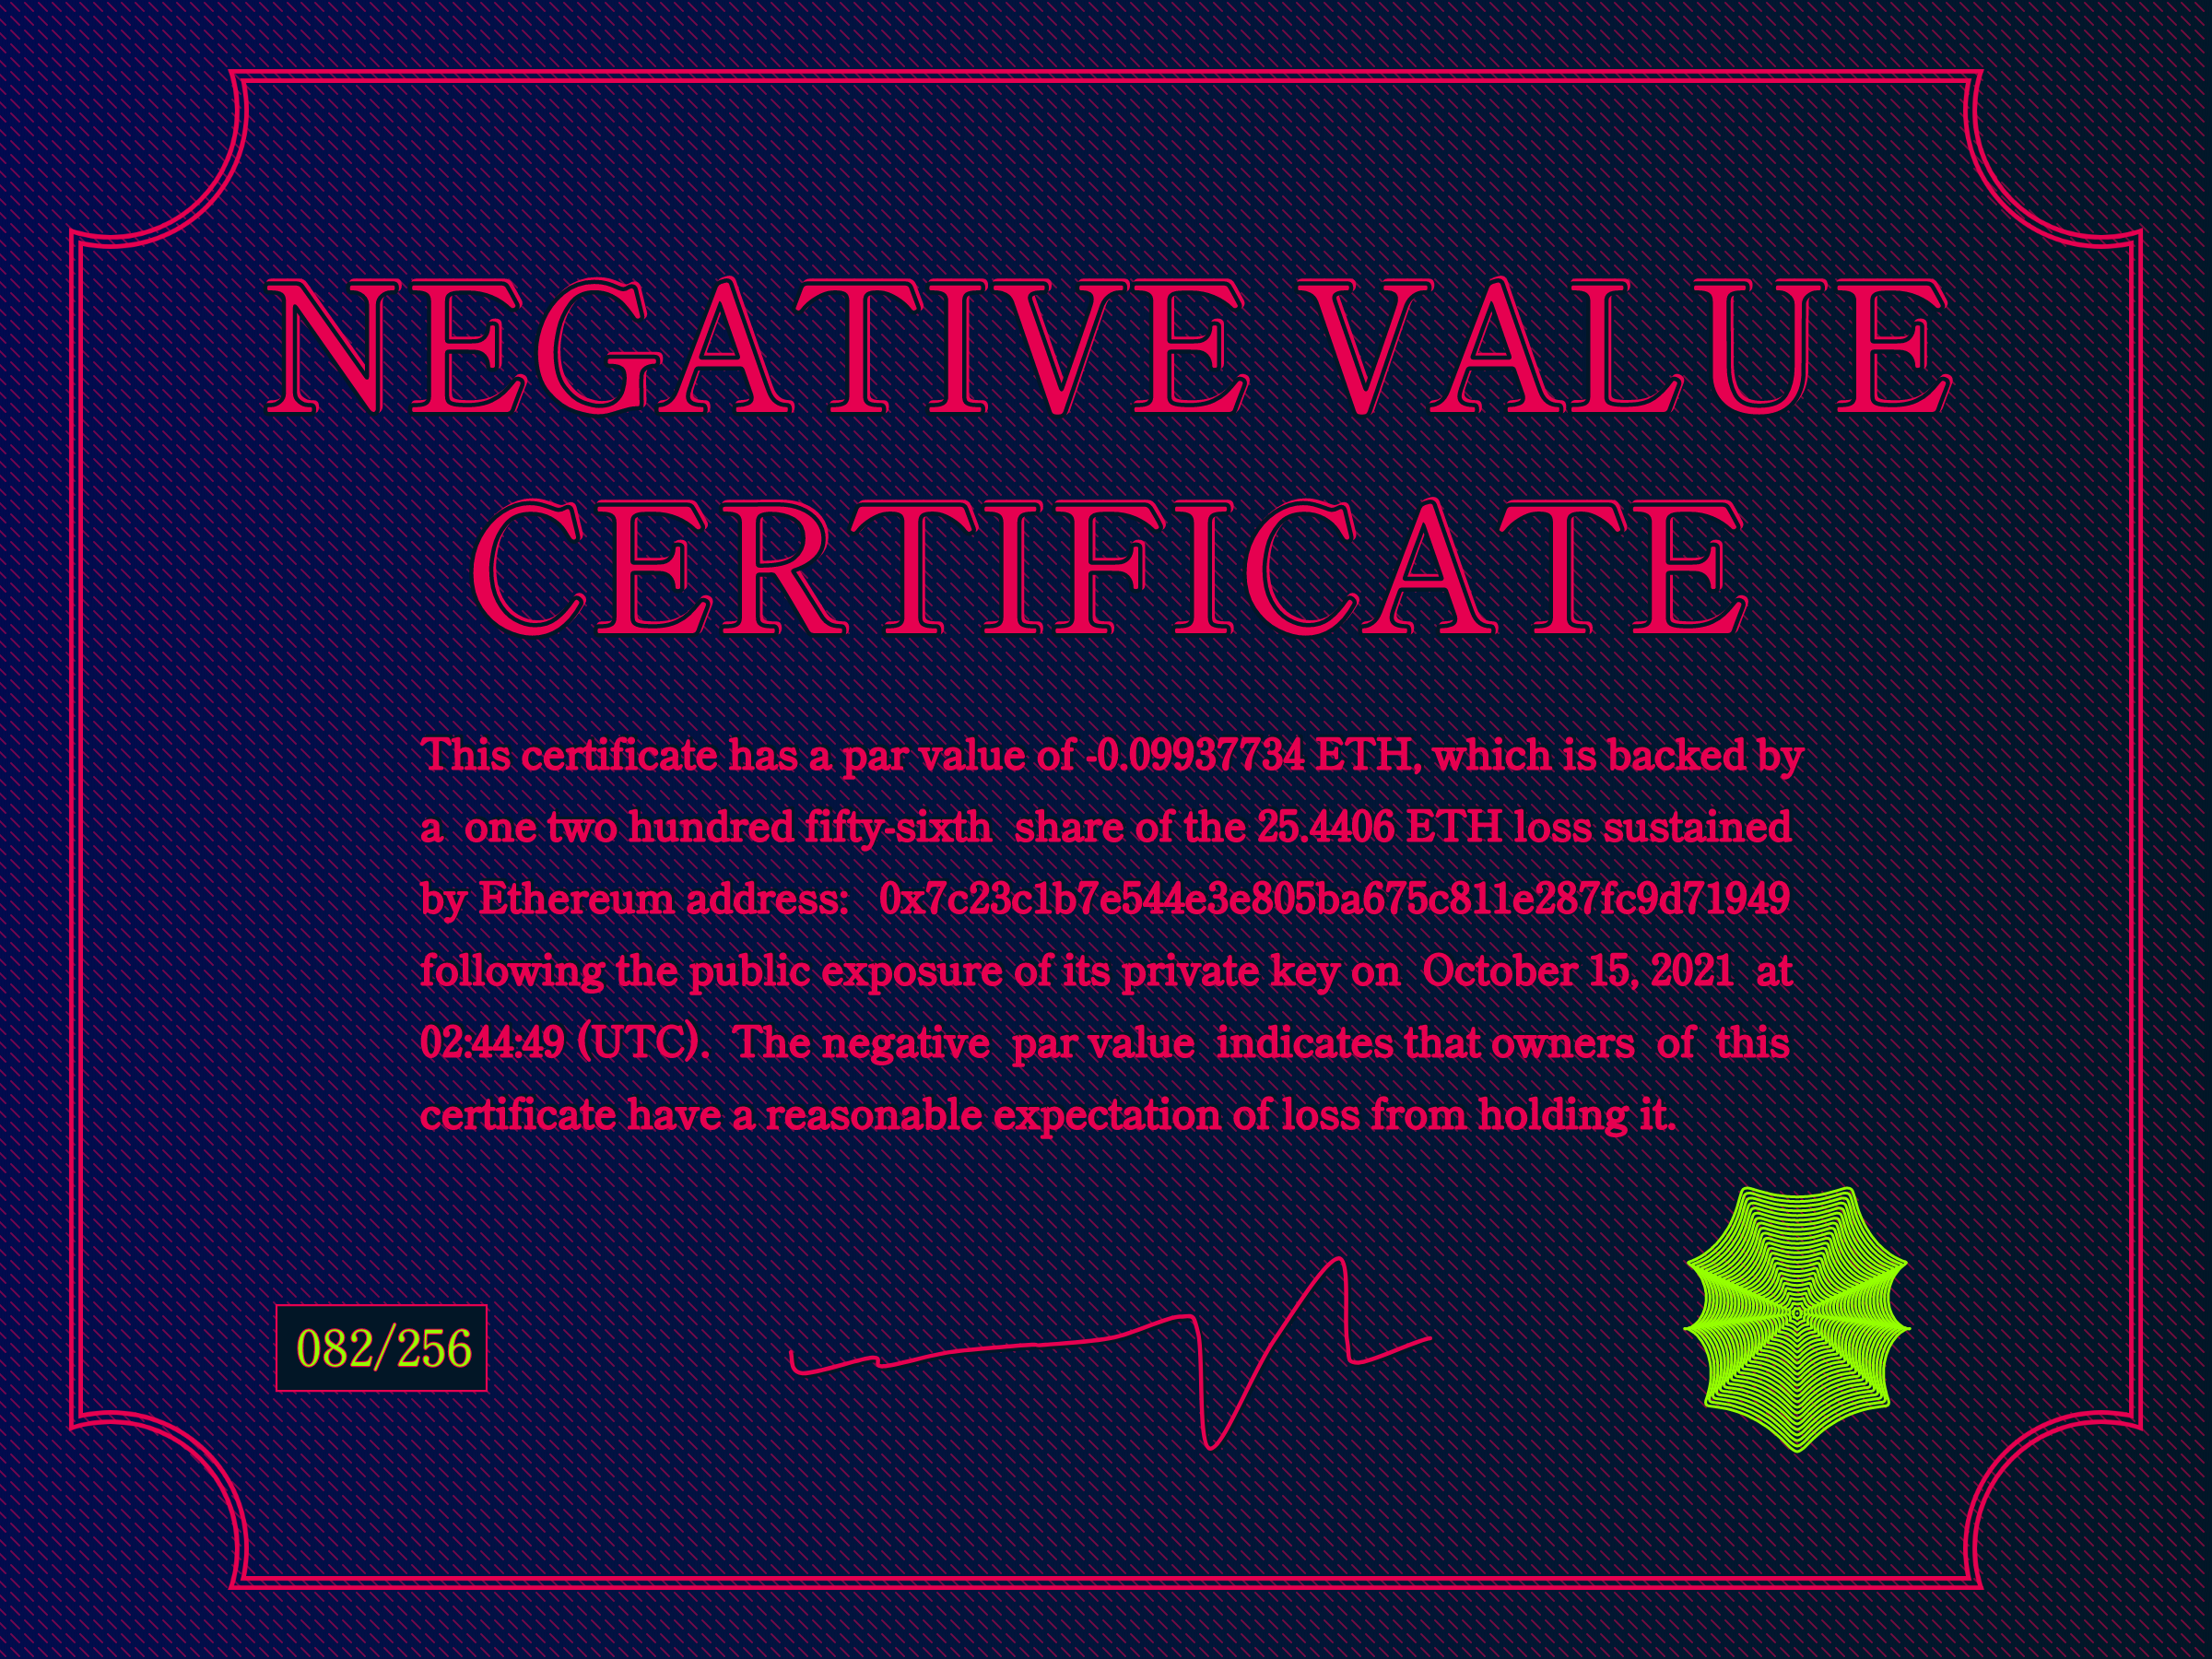 NEGATIVE VALUE
CERTIFICATE
This certificate has a par value of -0.09937734 ETH, which is backed by
a one two hundred fifty-sixth share of the 25.4406 ETH loss sustained
by Ethereum address: 0x7c23c1b7e544e3e805ba675c811e287fc9d71949
following the public exposure of its private key on October 15, 2021 at
02:44:49 (UTC). The negative par value indicates that owners of this
certificate have a reasonable expectation of loss from holding it.
082/256